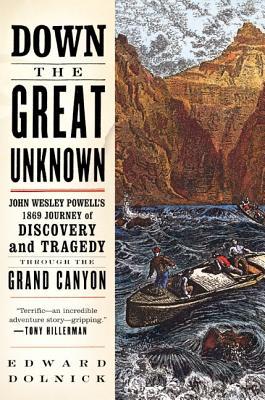 DOWN
THE
GREAT
UNKNOWN
JOHN WESLEY POWELL'S
1869 JOURNEY of
DISCOVERY
and TRAGEDY
THROUGH THE
GRAND CANYON
"Terrific—an incredible
adventure story—gripping."
—TONY HILLERMAN
EDWARD
DOLNICK